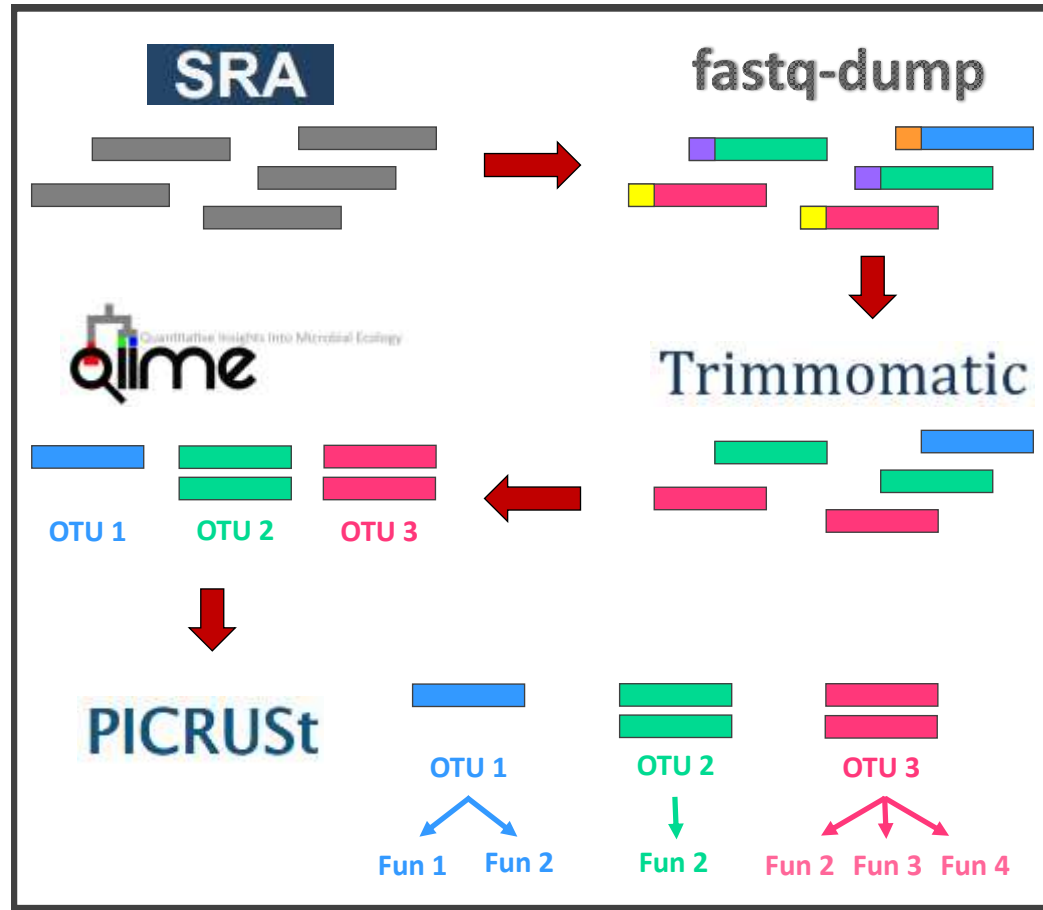 SRA
fastq-dump
Quantitative Insights Into Microbial Ecology
qiime
Trimmomatic
OTU 1 OTU 2 OTU 3
PICRUSt
OTU 1 OTU 2 OTU 3
Fun 1 Fun 2 Fun 2 Fun 2 Fun 3 Fun 4